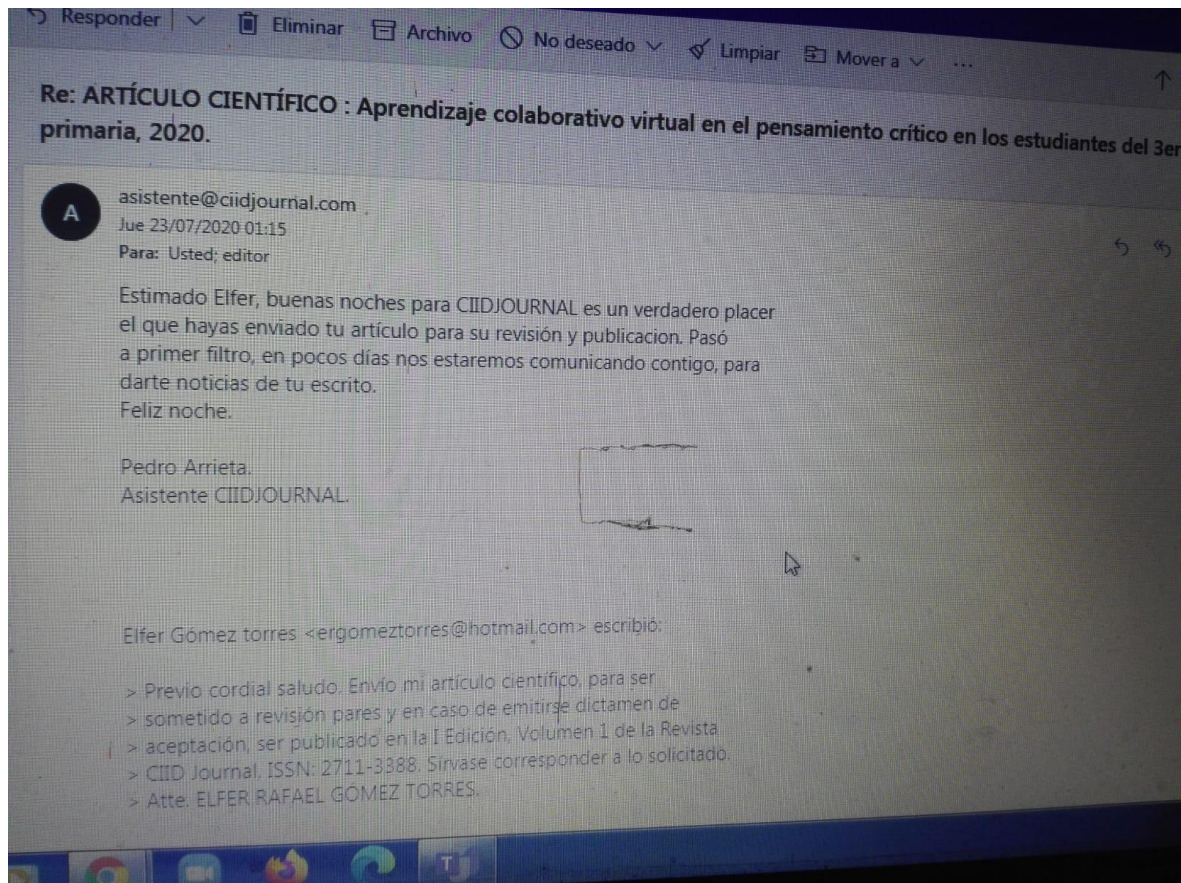 Responder Eliminar Archivo No deseado Limpiar Mover a ...
Re: ARTÍCULO CIENTÍFICO : Aprendizaje colaborativo virtual en el pensamiento crítico en los estudiantes del 3er
primaria, 2020.
A
asistente@ciidjournal.com
Jue 23/07/2020 01:15
Para: Usted; editor
Estimado Elfer, buenas noches para CIIDJOURNAL es un verdadero placer
el que hayas enviado tu artículo para su revisión y publicacion. Pasó
a primer filtro, en pocos días nos estaremos comunicando contigo, para
darte noticias de tu escrito.
Feliz noche.
Pedro Arrieta.
Asistente CIIDJOURNAL.
Elfer Gómez torres <ergomeztorres@hotmail.com> escribió:
> Previo cordial saludo. Envío mi artículo científico, para ser
> sometido a revisión pares y en caso de emitirse dictamen de
> aceptación, ser publicado en la I Edición, Volumen 1 de la Revista
> CIID Journal. ISSN: 2711-3388. Sírvase corresponder a lo solicitado.
> Atte. ELFER RAFAEL GOMEZ TORRES.
T